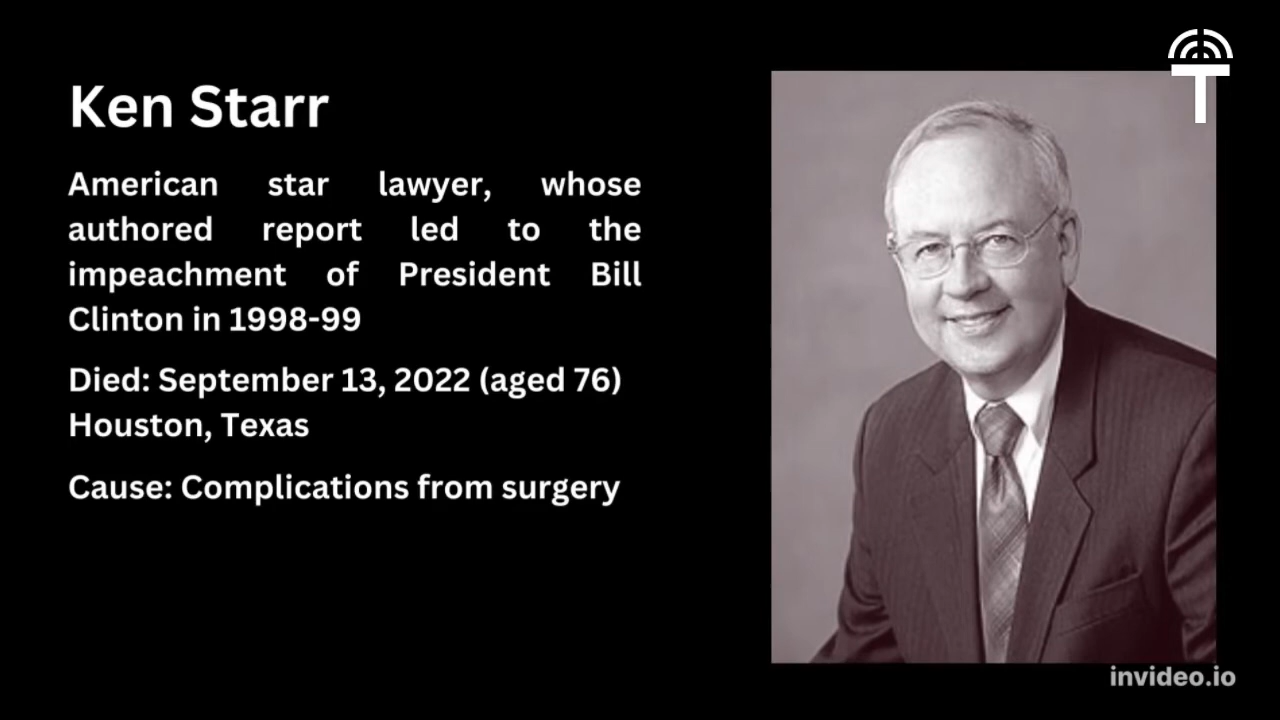 Ken Starr
American star lawyer, whose
authored report led to the
impeachment of President Bill
Clinton in 1998-99
Died: September 13, 2022 (aged 76)
Houston, Texas
Cause: Complications from surgery
T
invideo.io